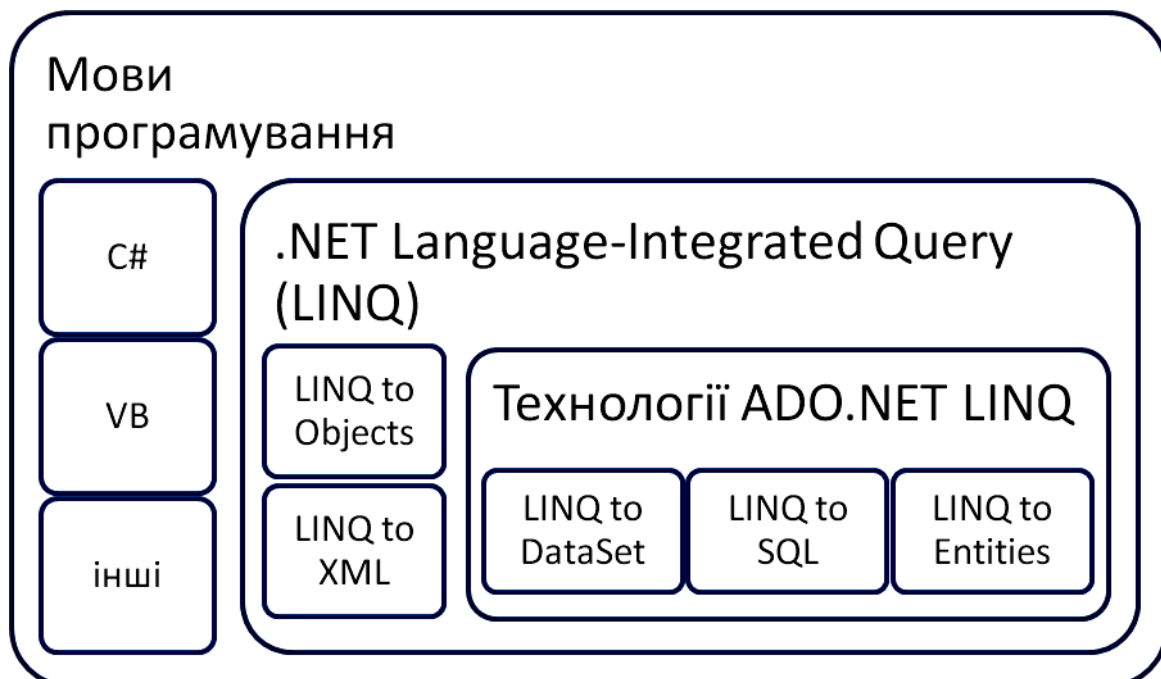 Мови
програмування
C#
VB
інші
.NET Language-Integrated Query
(LINQ)
LINQ to
Objects
LINQ to
XML
Технології ADO.NET LINQ
LINQ to
DataSet
LINQ to
SQL
LINQ to
Entities